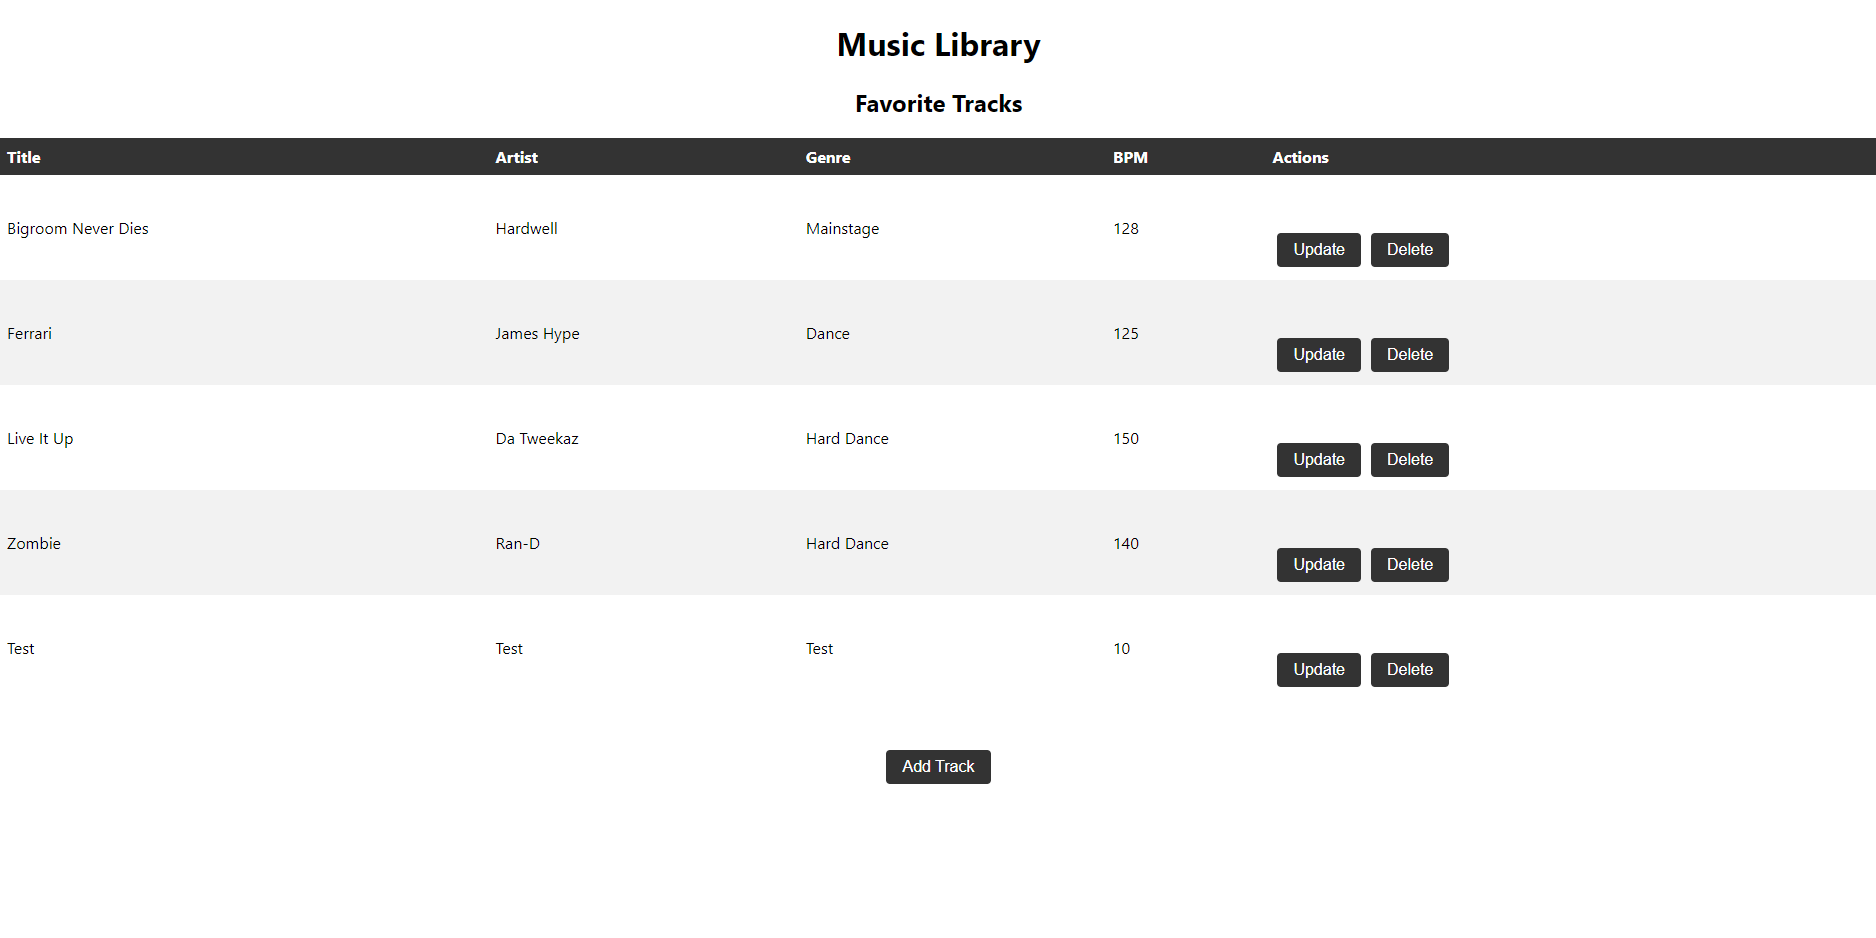 Music Library
Favorite Tracks
Title Artist Genre BPM Actions
Bigroom Never Dies Hardwell Mainstage 128 Update Delete
Ferrari James Hype Dance 125 Update Delete
Live It Up Da Tweekaz Hard Dance 150 Update Delete
Zombie Ran-D Hard Dance 140 Update Delete
Test Test Test 10 Update Delete
Add Track